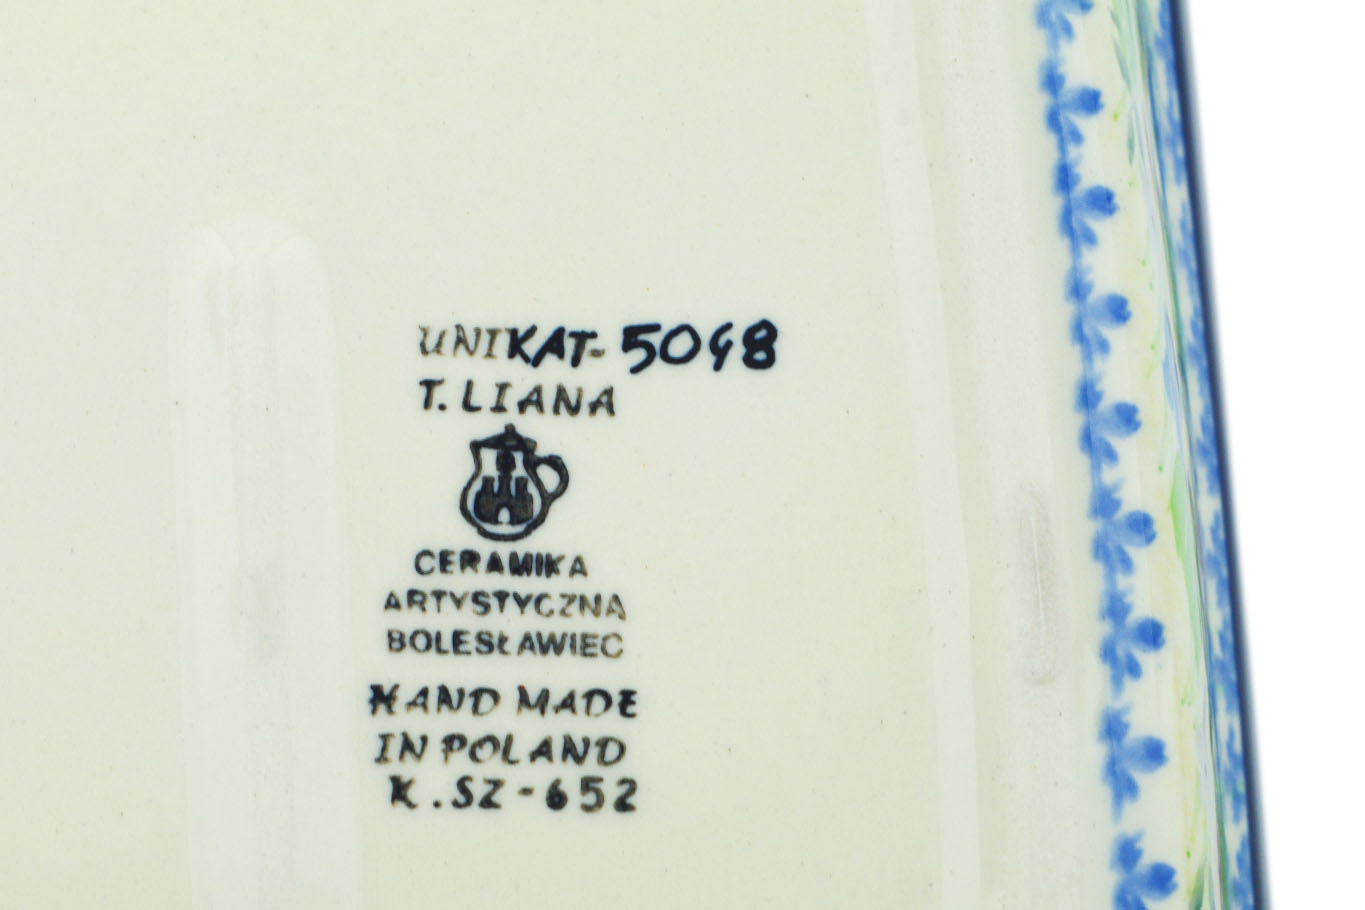 UNIKAT-5098
T. LIANA
CERAMIKA
ARTYSTYCZNA
BOLESŁAWIEC
HAND MADE
IN POLAND
K.SZ-652